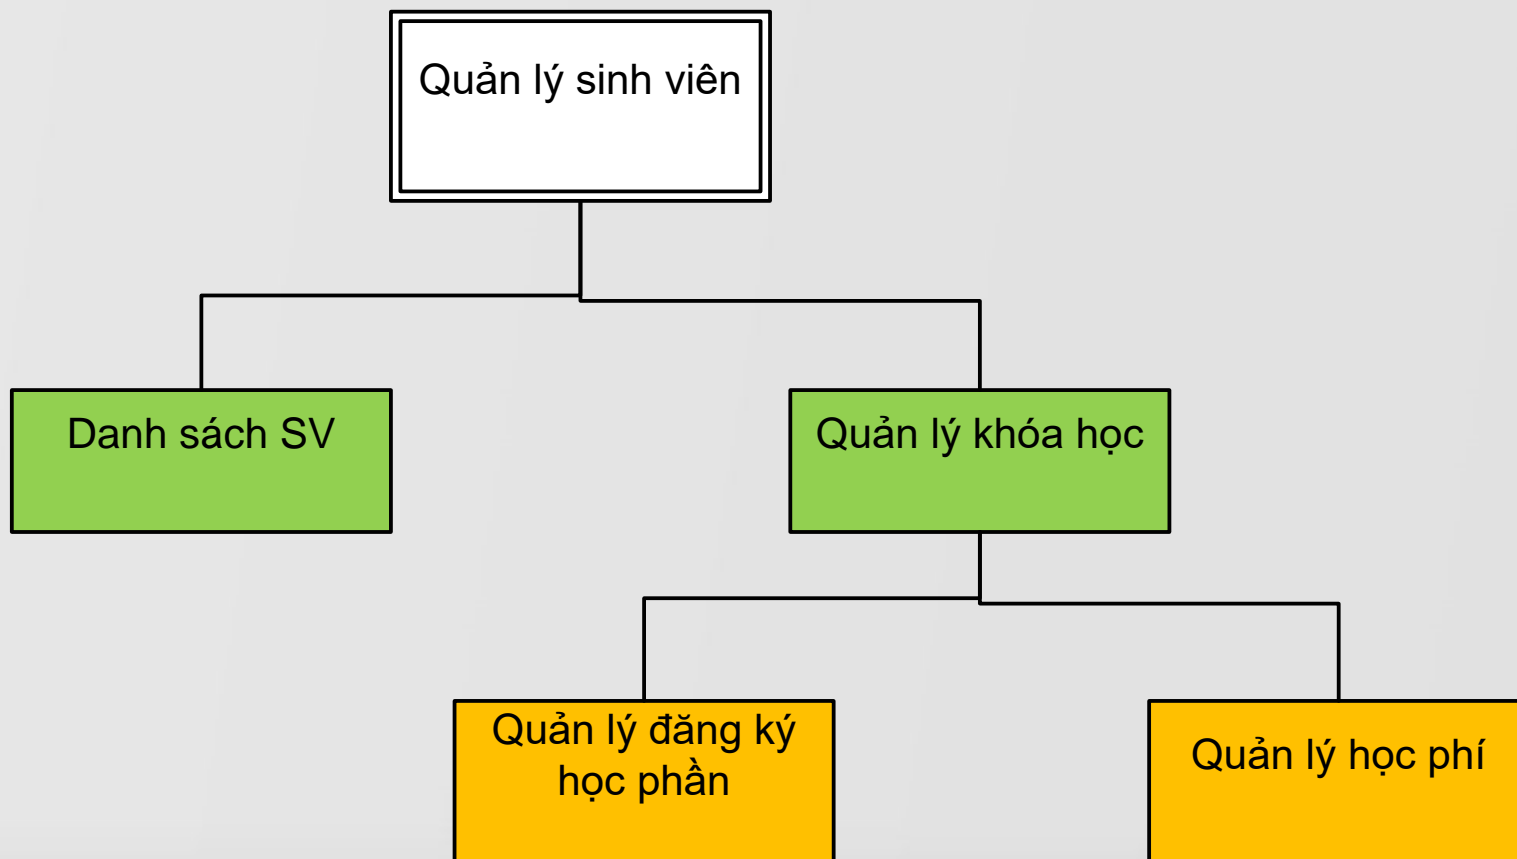 Quản lý sinh viên
Danh sách SV
Quản lý khóa học
Quản lý đăng ký
học phần
Quản lý học phí